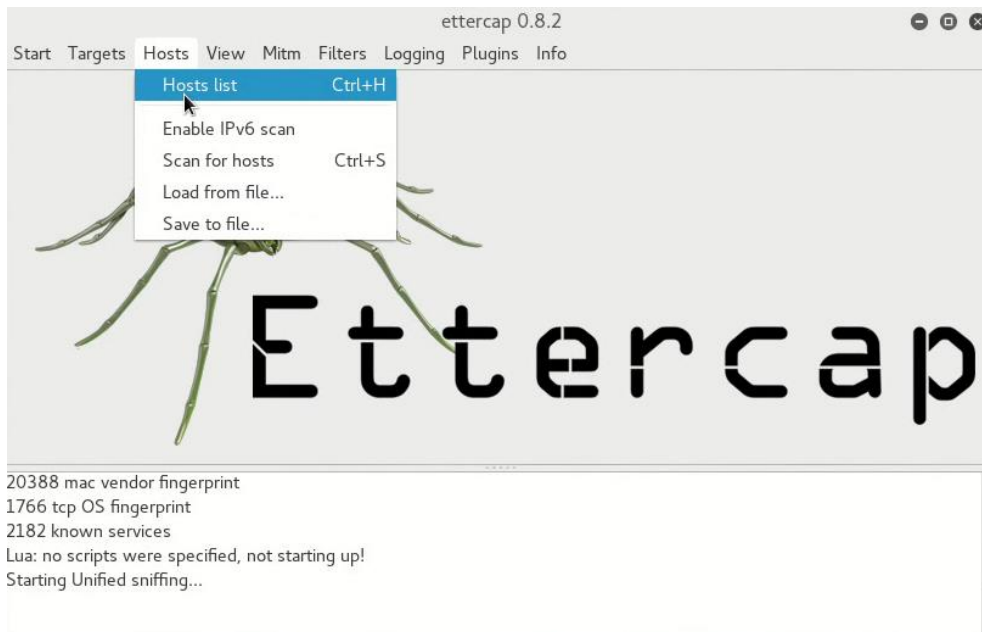 ettercap 0.8.2
Start Targets Hosts View Mitm Filters Logging Plugins Info
Hosts list Ctrl+H
Enable IPv6 scan
Scan for hosts Ctrl+S
Load from file...
Save to file...
Ettercap
20388 mac vendor fingerprint
1766 tcp OS fingerprint
2182 known services
Lua: no scripts were specified, not starting up!
Starting Unified sniffing...